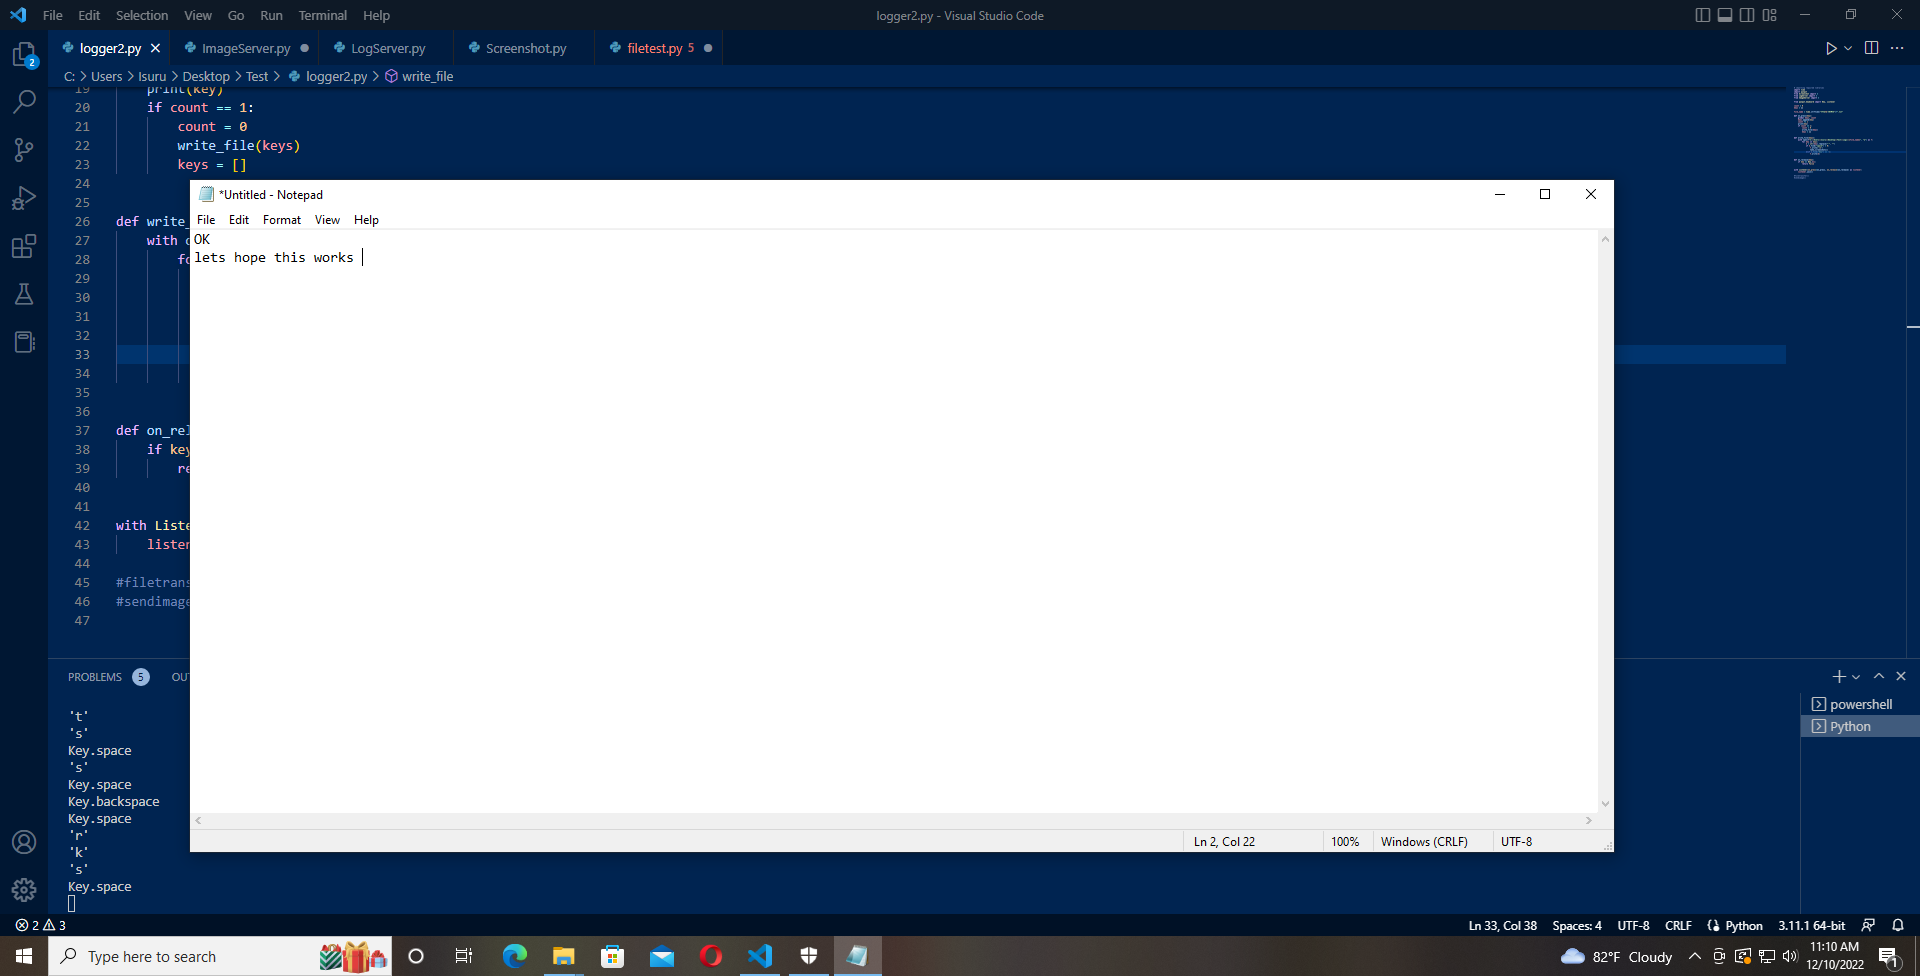 File Edit Selection View Go Run Terminal Help
logger2.py - Visual Studio Code
logger2.py ImageServer.py LogServer.py Screenshot.py filetest.py 5
2
C: > Users > Isuru > Desktop > Test > logger2.py > write_file
19 print(key)
20 if count == 1:
21 count = 0
22 write_file(keys)
23 keys = []
24
25
26 def write_
27 with
28
29
30
31
32
33
34
35
36
37 def on_rel
38 if key
39 re
40
41
42 with Liste
43 listen
44
45 #filetrans
46 #sendimage
47
*Untitled - Notepad
File Edit Format View Help
OK
lets hope this works
Ln 2, Col 22 100% Windows (CRLF) UTF-8
PROBLEMS 5 OU
't'
's'
Key.space
's'
Key.space
Key.backspace
Key.space
'r'
'k'
's'
Key.space
powershell
Python
2 3
Ln 33, Col 38 Spaces: 4 UTF-8 CRLF Python 3.11.1 64-bit
Type here to search
82°F Cloudy
11:10 AM
12/10/2022
1